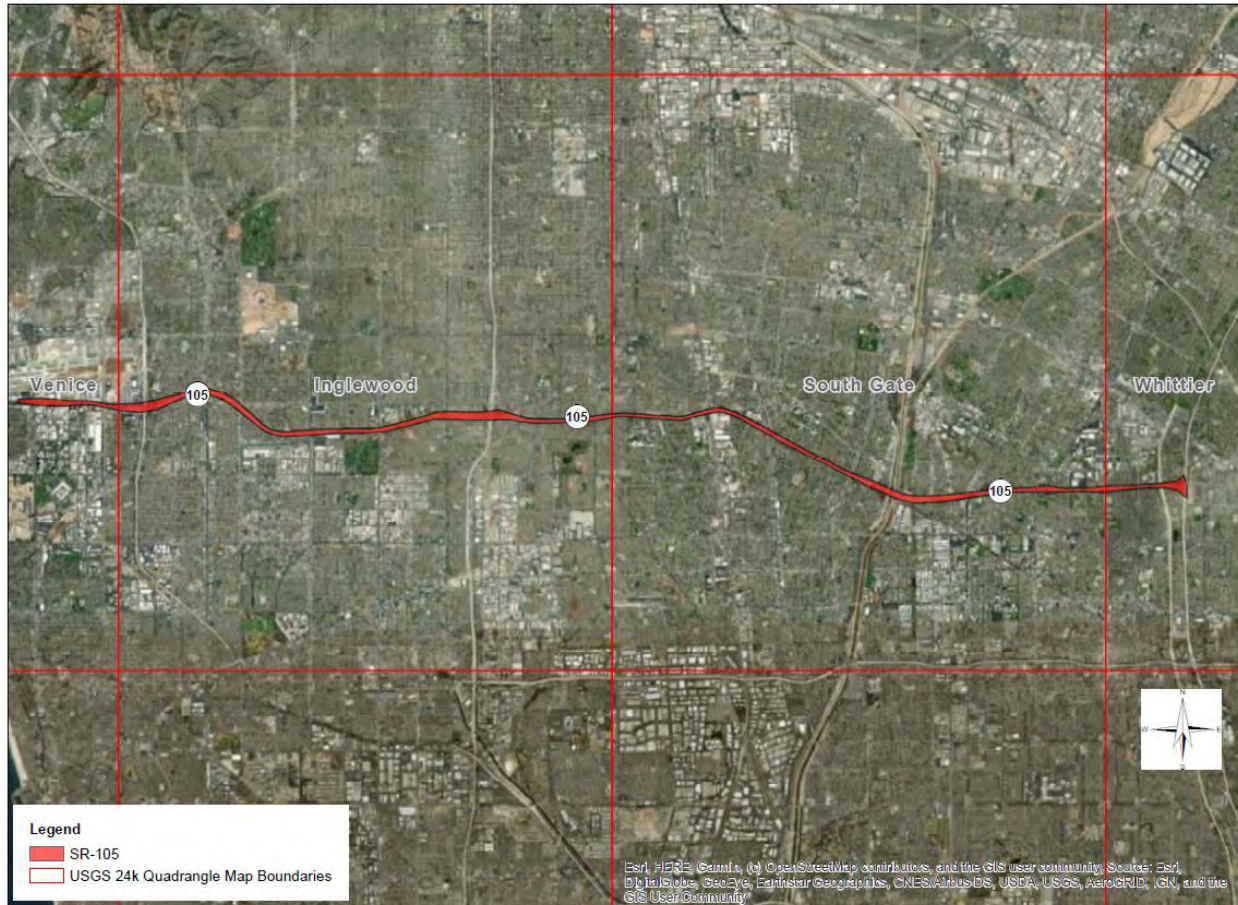 Venice
Inglewood
South Gate
Whittier
105
105
105
N
W E
S
Legend
SR-105
USGS 24k Quadrangle Map Boundaries
Esri, HERE, Garmin, (c) OpenStreetMap contributors, and the GIS user community, Source: Esri,
DigitalGlobe, GeoEye, Earthstar Geographics, CNES/Airbus DS, USDA, USGS, AeroGRID, IGN, and the
GIS User Community